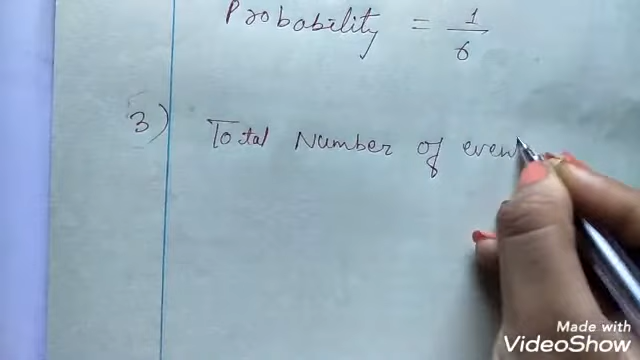 Probability = 1/6
3) Total Number of even
Made with
VideoShow